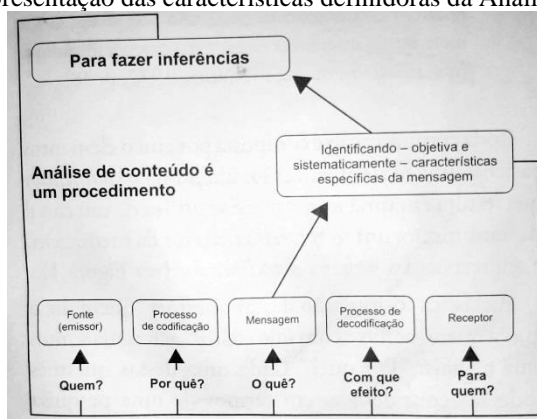 presentação das características definidoras da Análi
Para fazer inferências
Identificando – objetiva e
sistematicamente – características
específicas da mensagem
Análise de conteúdo é
um procedimento
Fonte
(emissor)
Processo
de codificação
Mensagem
Processo de
decodificação
Receptor
Quem?
Por quê?
O quê?
Com que
efeito?
Para
quem?